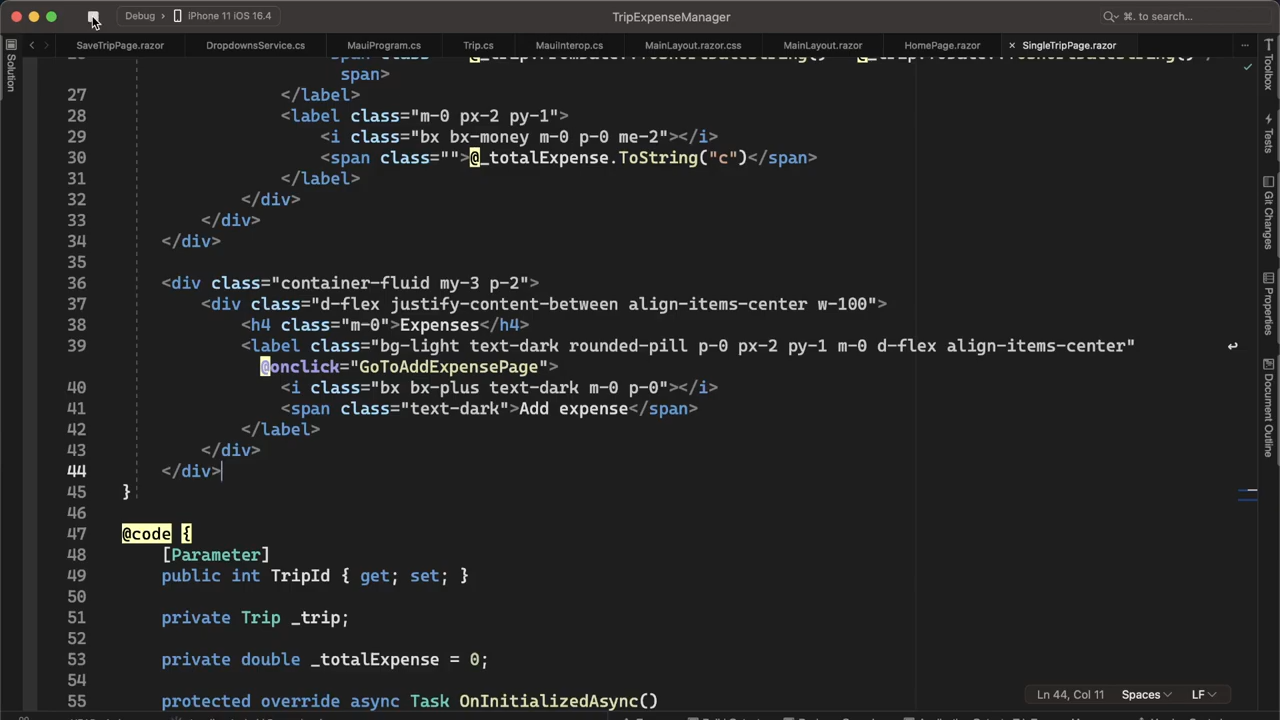 Debug
iPhone 11 iOS 16.4
TripExpenseManager
⌘. to search...
Solution
SaveTripPage.razor
DropdownsService.cs
MauiProgram.cs
Trip.cs
MauiInterop.cs
MainLayout.razor.css
MainLayout.razor
HomePage.razor
SingleTripPage.razor
span>
27 </label>
28 <label class="m-0 px-2 py-1">
29 <i class="bx bx-money m-0 p-0 me-2"></i>
30 <span class="">@_totalExpense.ToString("c")</span>
31 </label>
32 </div>
33 </div>
34 </div>
35
36 <div class="container-fluid my-3 p-2">
37 <div class="d-flex justify-content-between align-items-center w-100">
38 <h4 class="m-0">Expenses</h4>
39 <label class="bg-light text-dark rounded-pill p-0 px-2 py-1 m-0 d-flex align-items-center"
@onclick="GoToAddExpensePage">
40 <i class="bx bx-plus text-dark m-0 p-0"></i>
41 <span class="text-dark">Add expense</span>
42 </label>
43 </div>
44 </div>
45 }
46
47 @code {
48 [Parameter]
49 public int TripId { get; set; }
50
51 private Trip _trip;
52
53 private double _totalExpense = 0;
54
55 protected override async Task OnInitializedAsync()
Ln 44, Col 11
Spaces
LF
Toolbox
Tests
Git Changes
Properties
Document Outline